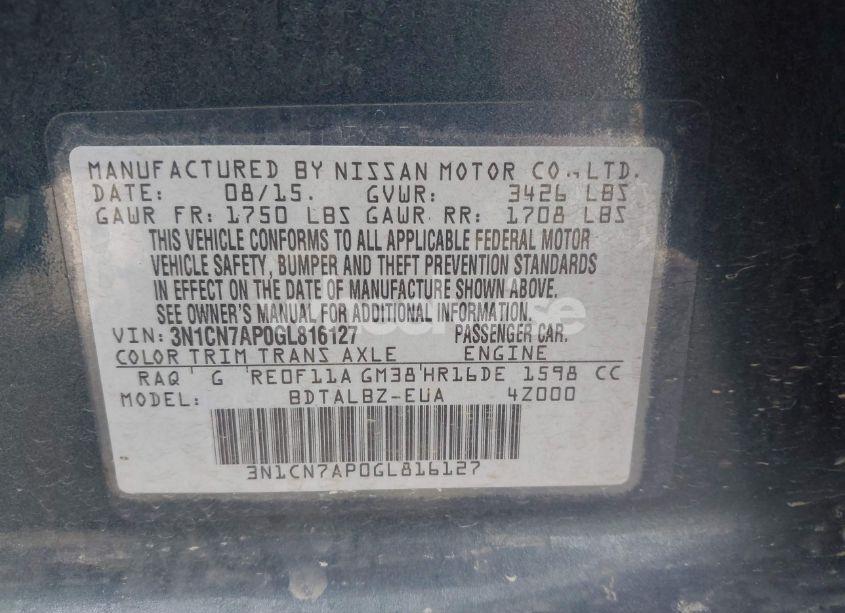 MANUFACTURED BY NISSAN MOTOR CO.,LTD.
DATE: 08/15. GVWR: 3426 LBS
GAWR FR: 1750 LBS GAWR RR: 1708 LBS
THIS VEHICLE CONFORMS TO ALL APPLICABLE FEDERAL MOTOR
VEHICLE SAFETY, BUMPER AND THEFT PREVENTION STANDARDS
IN EFFECT ON THE DATE OF MANUFACTURE SHOWN ABOVE.
SEE OWNER'S MANUAL FOR ADDITIONAL INFORMATION.
VIN: 3N1CN7AP0GL816127 PASSENGER CAR.
COLOR TRIM TRANS AXLE ENGINE
RAQ G RE0F11A GM38 HR16DE 1598 CC
MODEL: BDTALBZ-EUA 4Z000
3N1CN7AP0GL816127